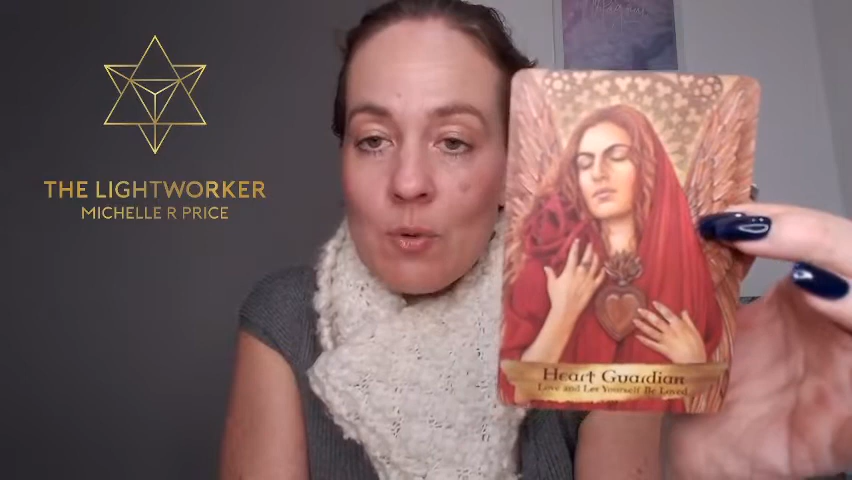 THE LIGHTWORKER
MICHELLE R PRICE
Heart Guardian
Love and Let Yourself Be Loved